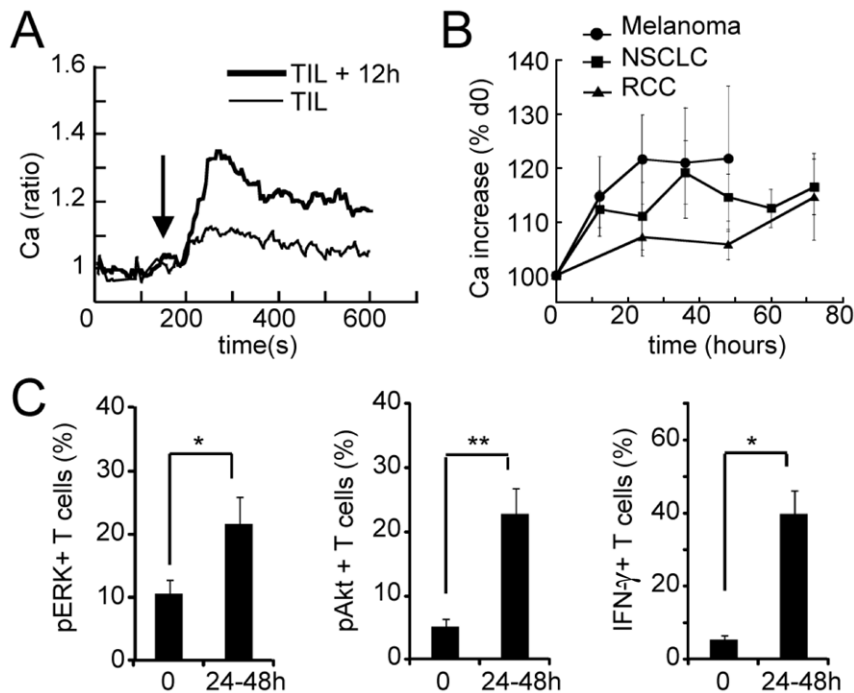 A
1.6
1.4
1.2
1
Ca (ratio)
TIL + 12h
TIL
0 200 400 600
time(s)
B
Melanoma
NSCLC
RCC
140
130
120
110
100
Ca increase (% d0)
0 20 40 60 80
time (hours)
C
40
30
20
10
0
pERK+ T cells (%)
*
0 24-48h
40
30
20
10
0
pAkt + T cells (%)
**
0 24-48h
60
40
20
0
IFN-γ+ T cells (%)
*
0 24-48h